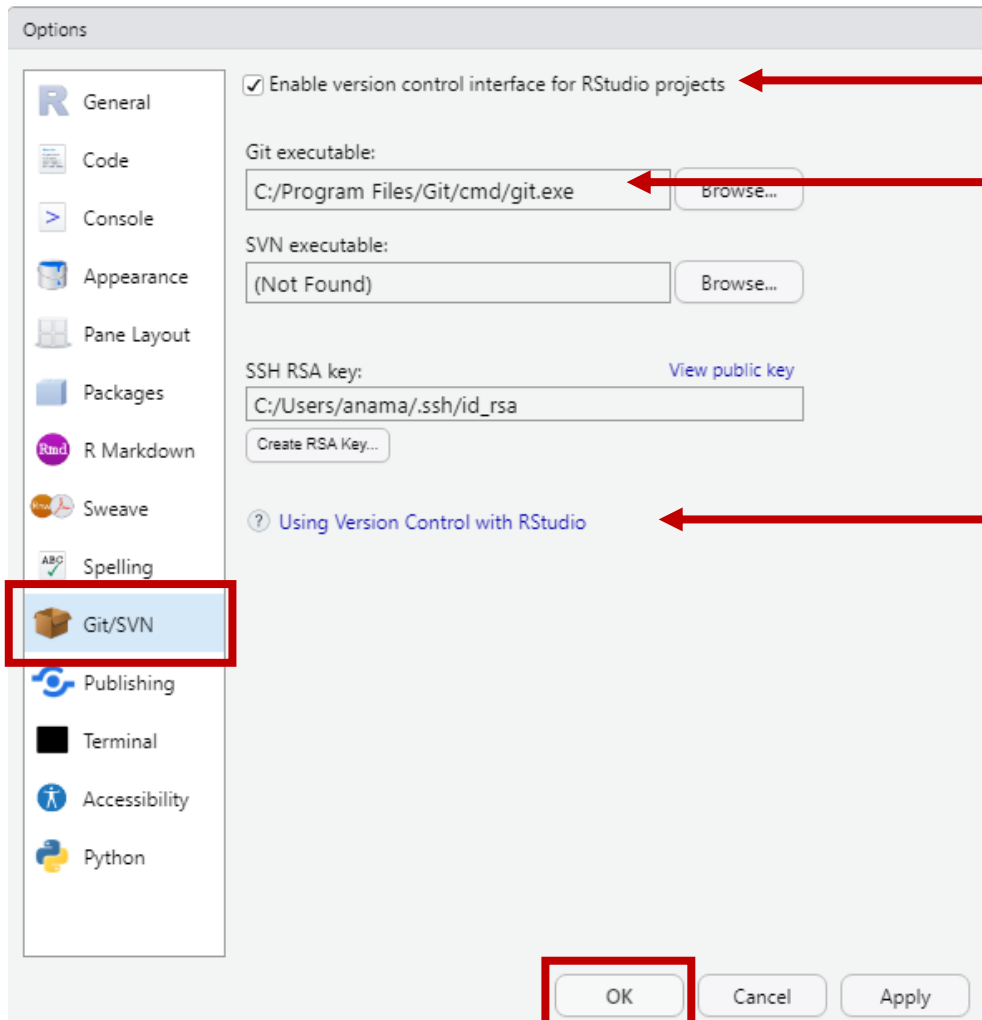 Options
General
Code
Console
Appearance
Pane Layout
Packages
Rmd R Markdown
Sweave
ABC Spelling
Git/SVN
Publishing
Terminal
Accessibility
Python
Enable version control interface for RStudio projects
Git executable:
C:/Program Files/Git/cmd/git.exe Browse...
SVN executable:
(Not Found) Browse...
SSH RSA key: View public key
C:/Users/anama/.ssh/id_rsa
Create RSA Key...
? Using Version Control with RStudio
OK Cancel Apply